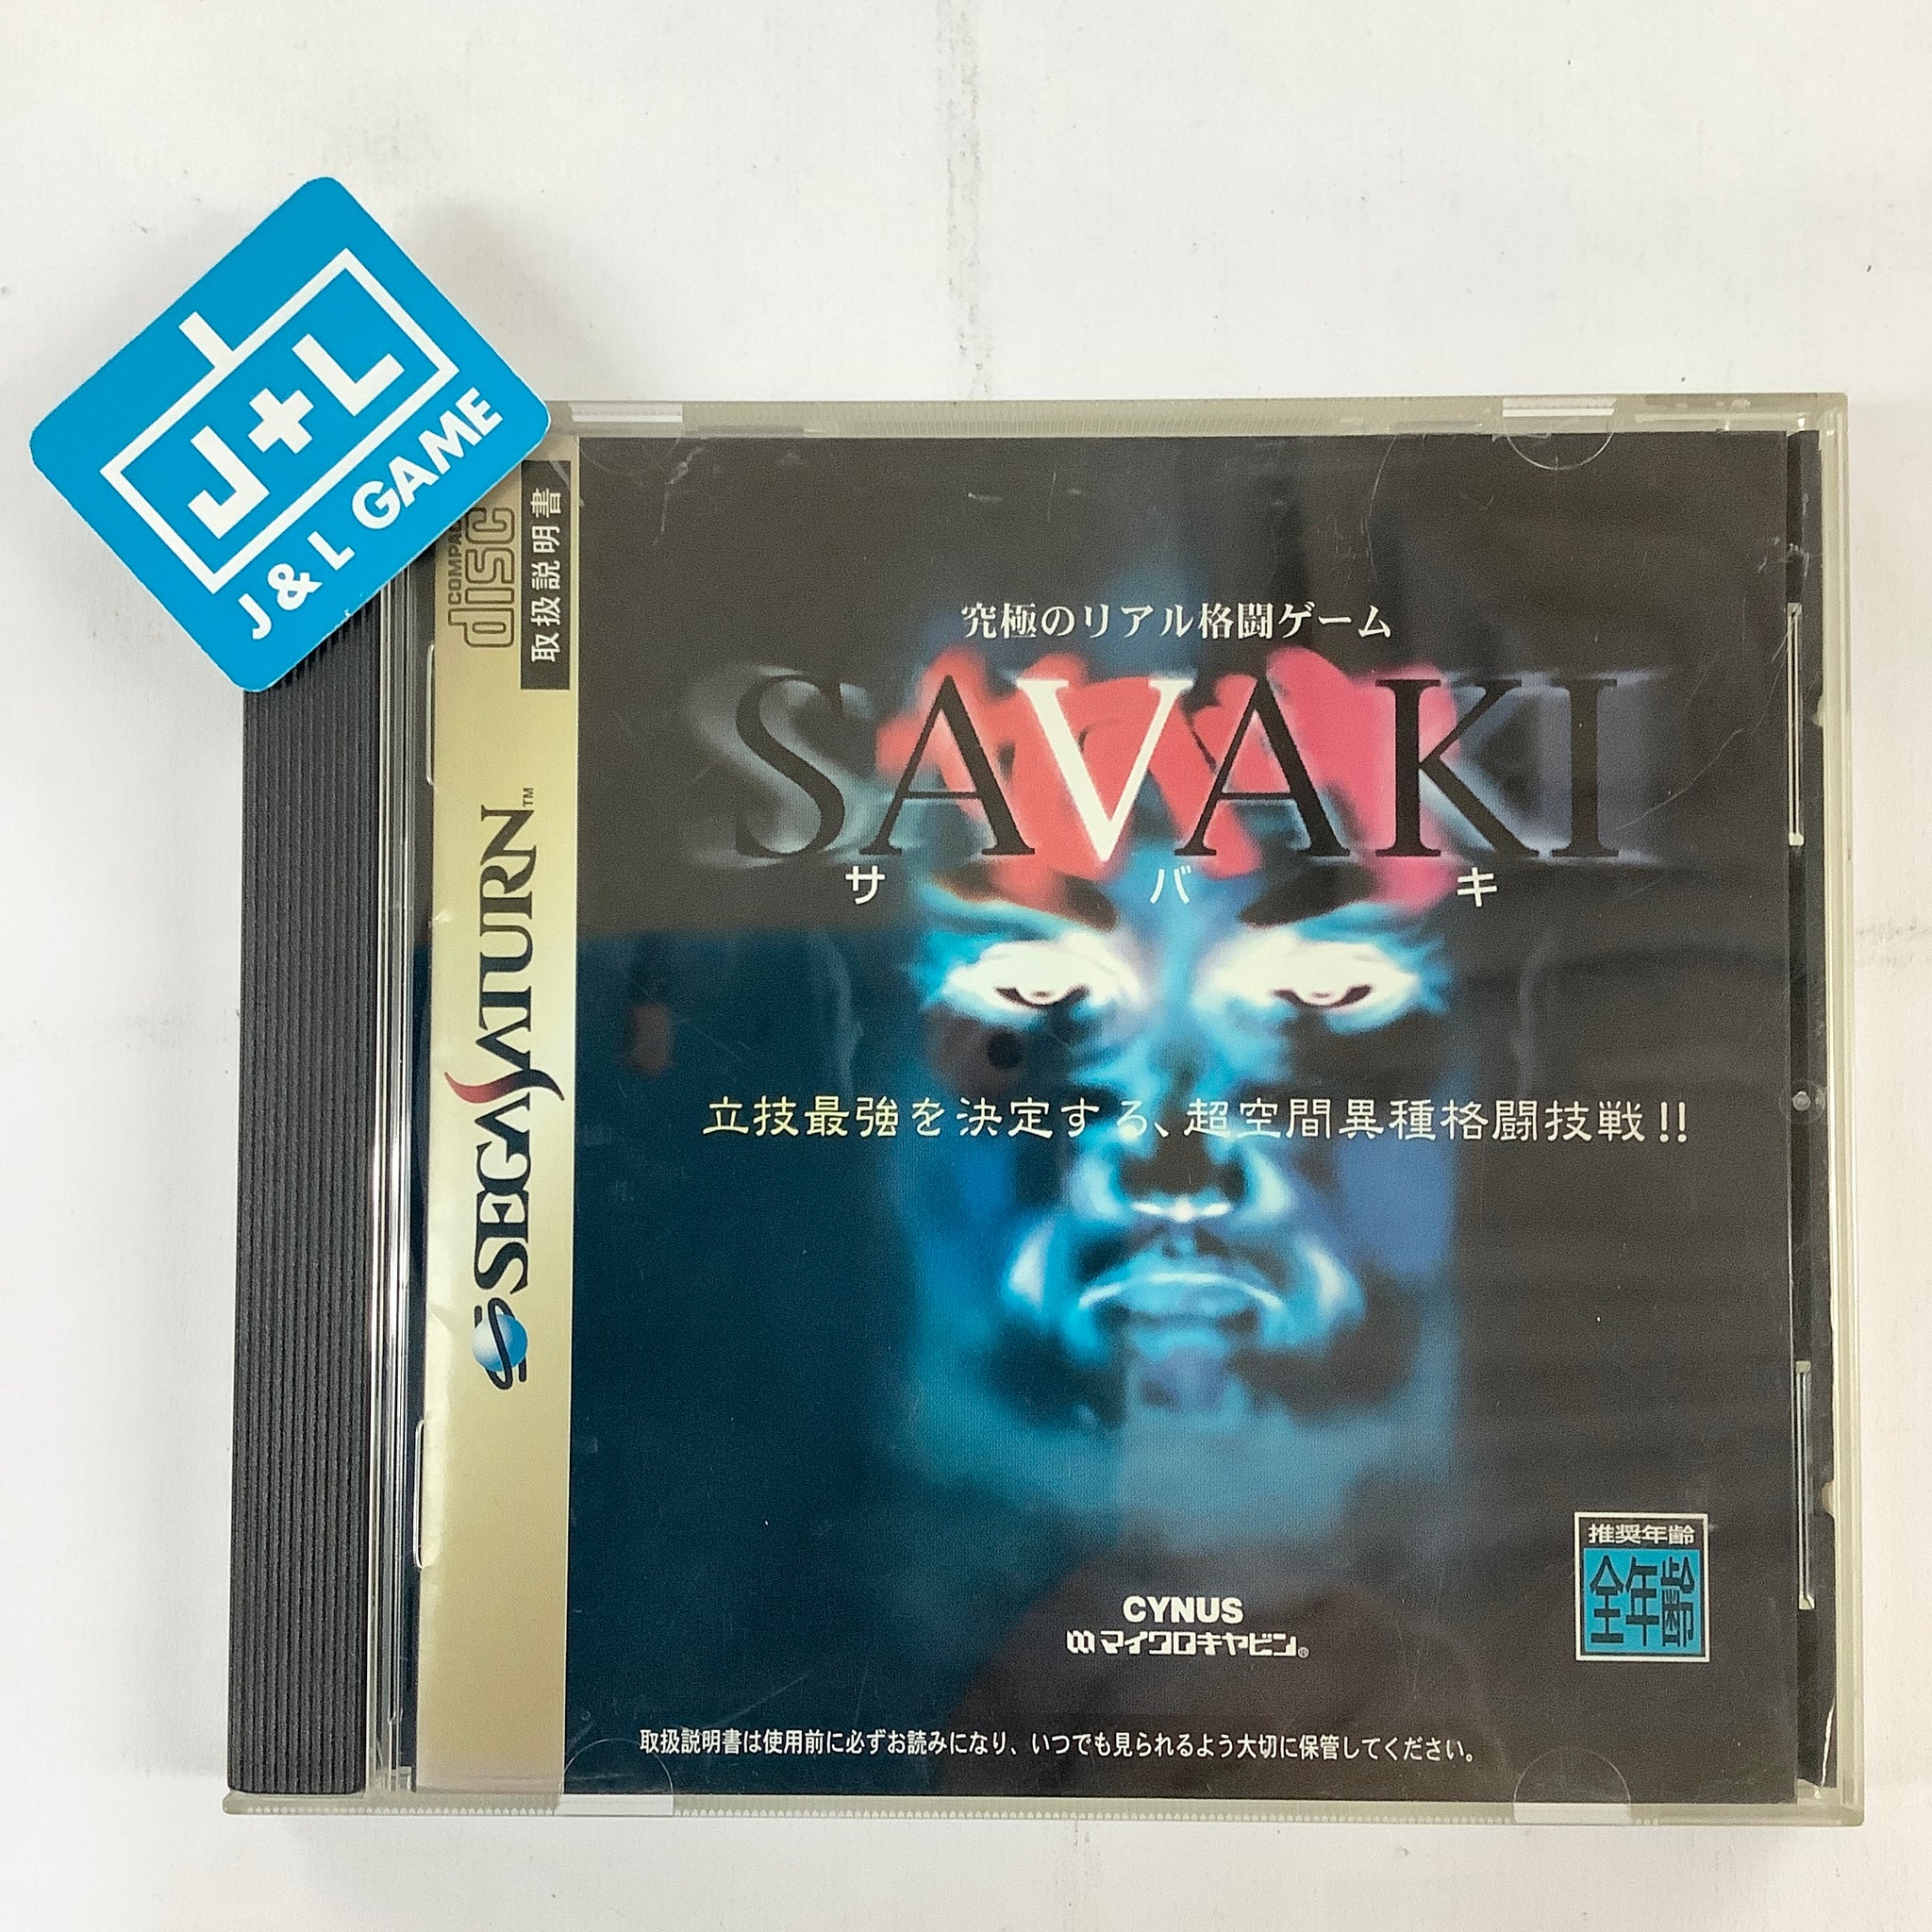 J+L
J & L GAME
COMPA
disc
取扱説明書
SEGA SATURN™
究極のリアル格闘ゲーム
SAVAKI
サバキ
立技最強を決定する、超空間異種格闘技戦!!
推奨年齢
全年齢
CYNUS
マイクロキャビン®
取扱説明書は使用前に必ずお読みになり、いつでも見られるよう大切に保管してください。